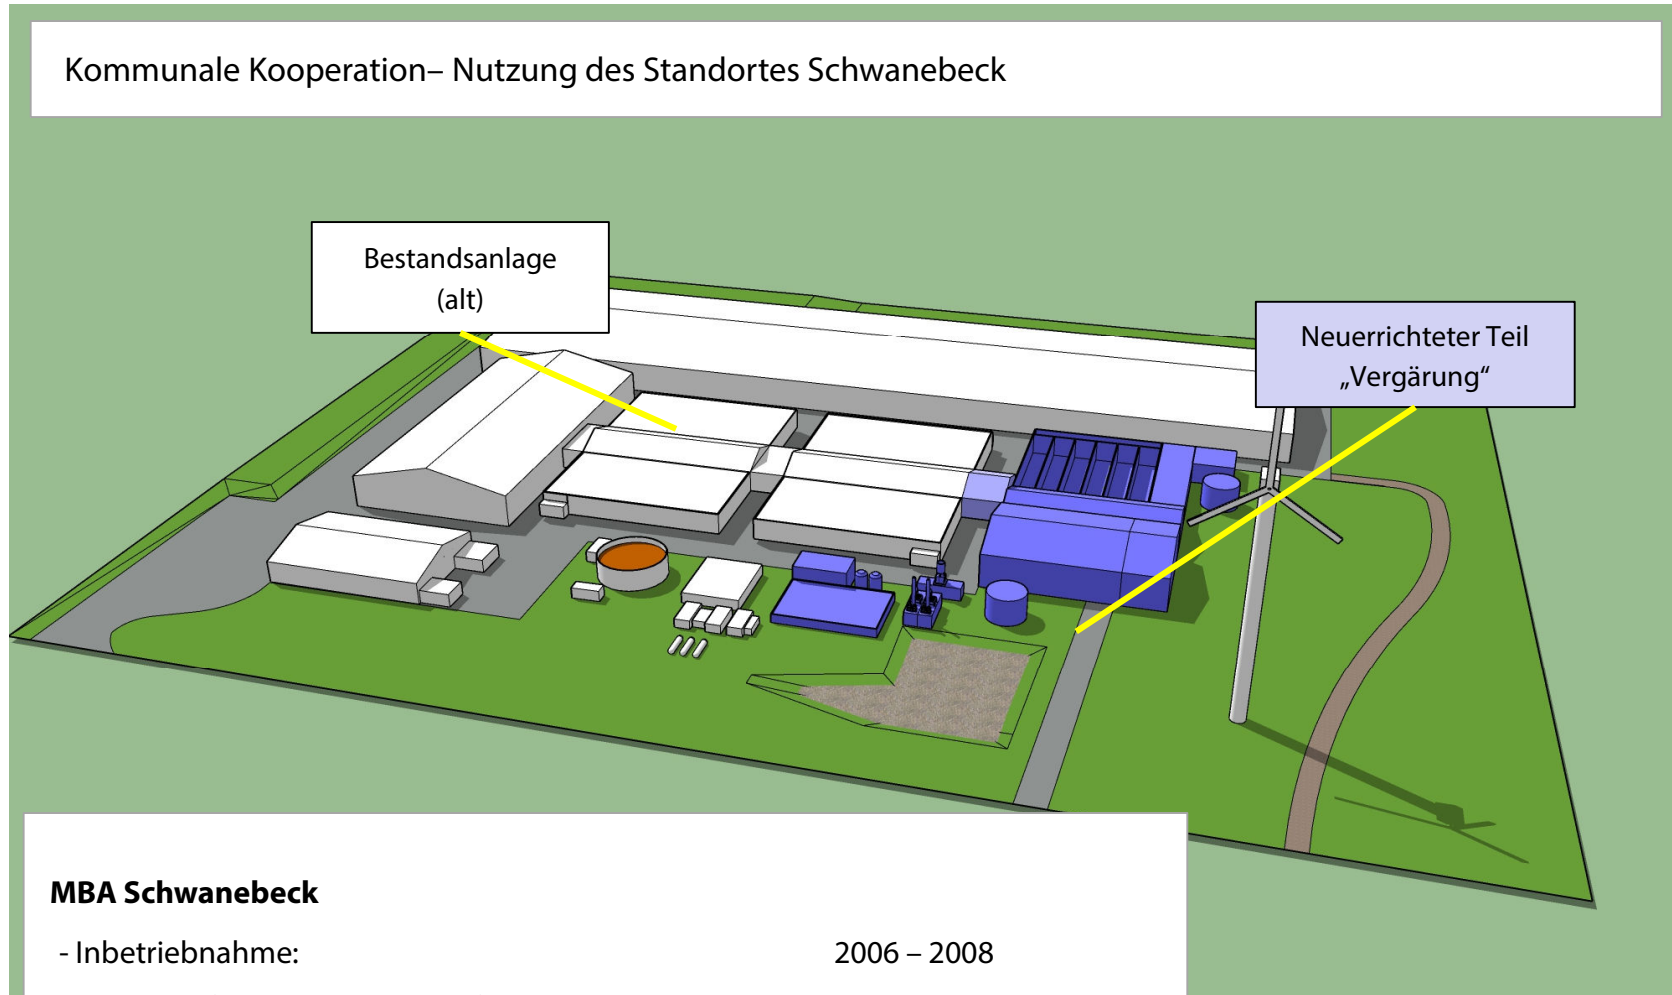 Kommunale Kooperation– Nutzung des Standortes Schwanebeck
Bestandsanlage
(alt)
Neuerrichteter Teil
„Vergärung“
MBA Schwanebeck
- Inbetriebnahme: 2006 – 2008